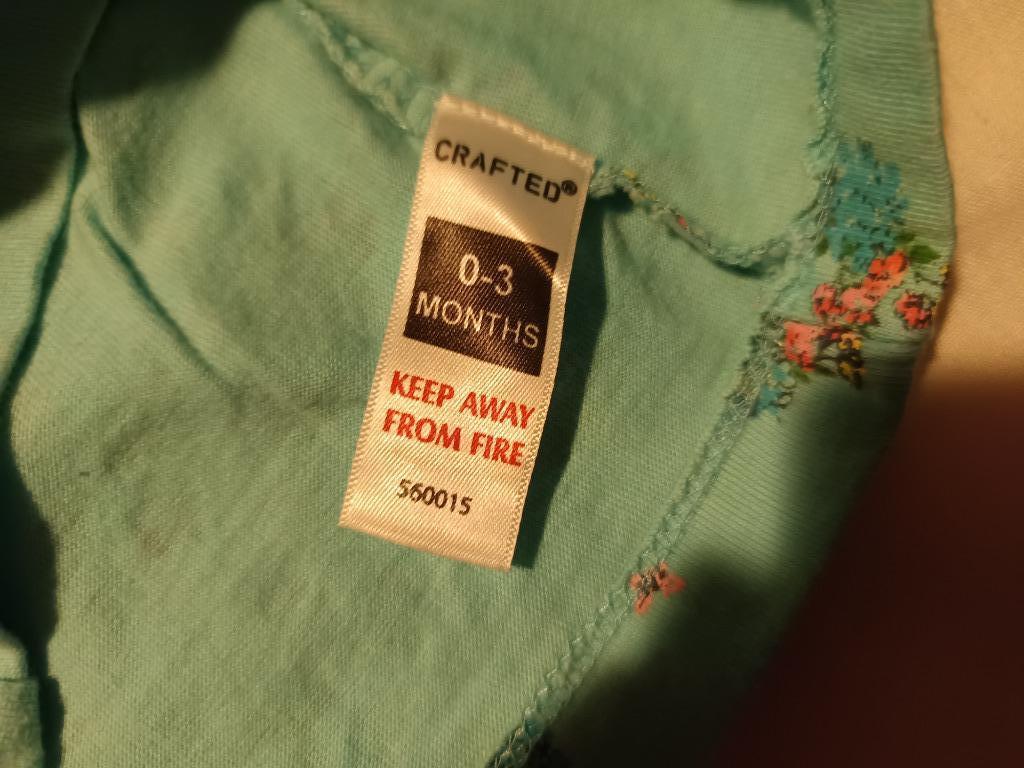 CRAFTED®
0-3
MONTHS
KEEP AWAY
FROM FIRE
560015